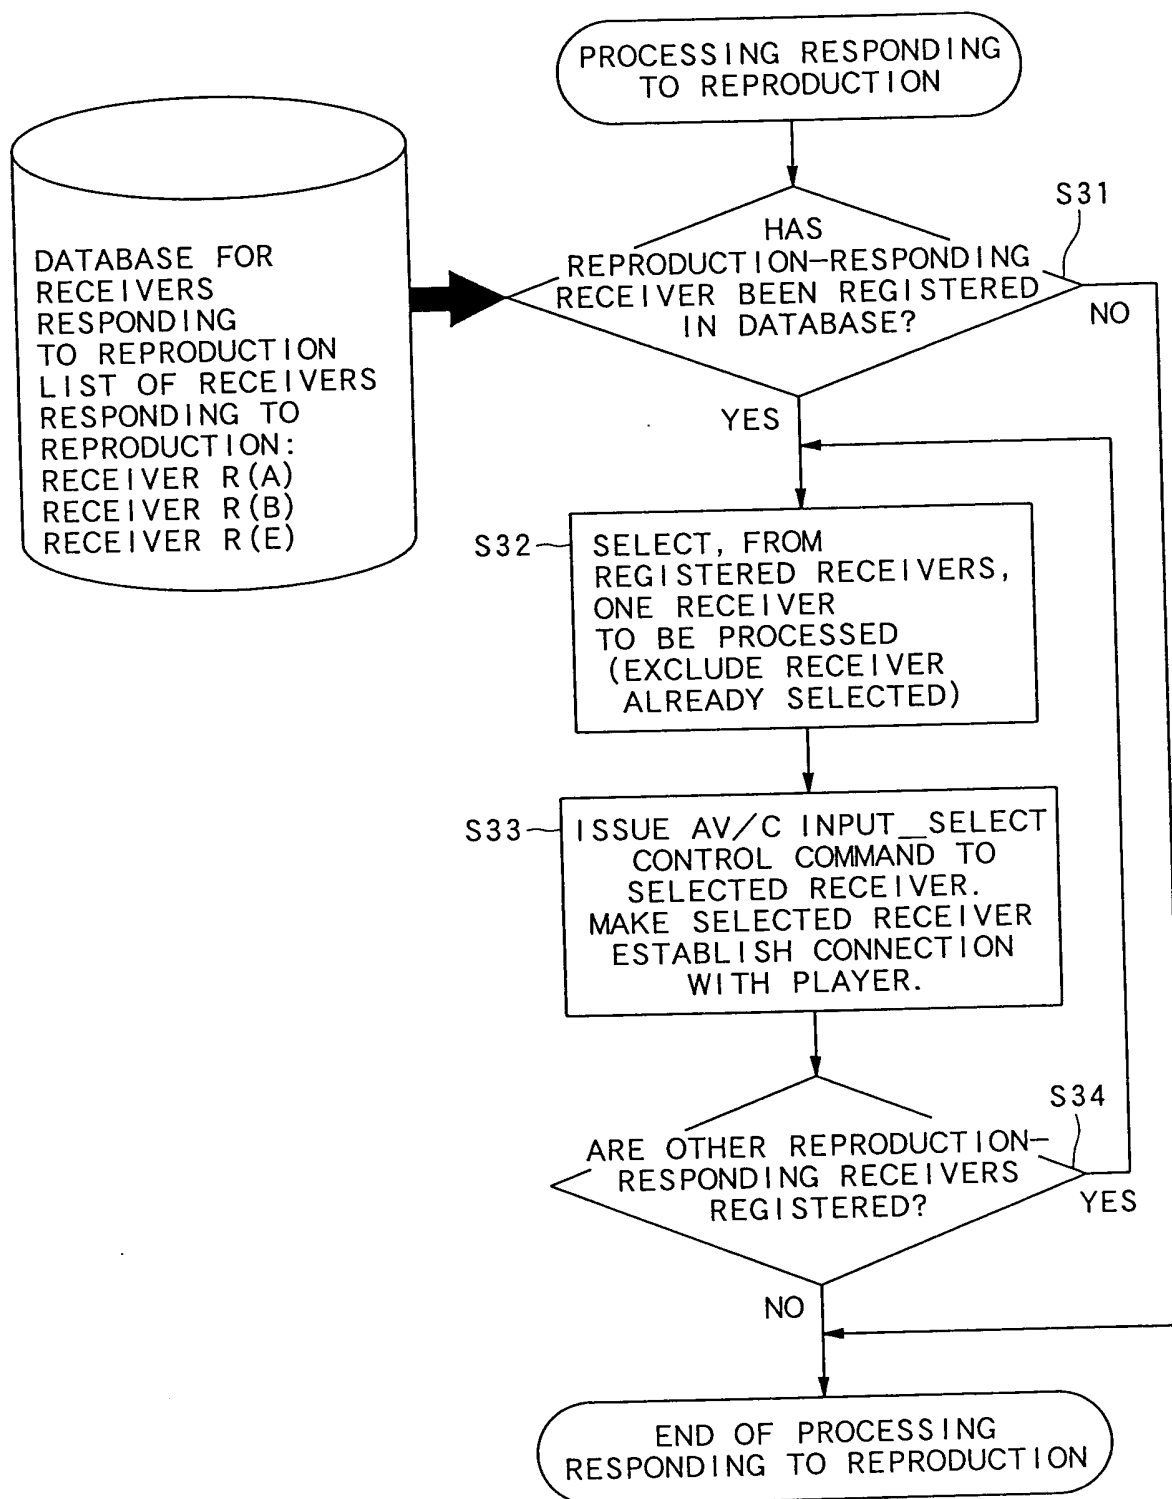 PROCESSING RESPONDING
TO REPRODUCTION
DATABASE FOR
RECEIVERS
RESPONDING
TO REPRODUCTION
LIST OF RECEIVERS
RESPONDING TO
REPRODUCTION:
RECEIVER R(A)
RECEIVER R(B)
RECEIVER R(E)
S31
HAS
REPRODUCTION-RESPONDING
RECEIVER BEEN REGISTERED
IN DATABASE?
NO
YES
S32
SELECT, FROM
REGISTERED RECEIVERS,
ONE RECEIVER
TO BE PROCESSED
(EXCLUDE RECEIVER
ALREADY SELECTED)
S33
ISSUE AV/C INPUT_SELECT
CONTROL COMMAND TO
SELECTED RECEIVER.
MAKE SELECTED RECEIVER
ESTABLISH CONNECTION
WITH PLAYER.
S34
ARE OTHER REPRODUCTION-
RESPONDING RECEIVERS
REGISTERED?
YES
NO
END OF PROCESSING
RESPONDING TO REPRODUCTION